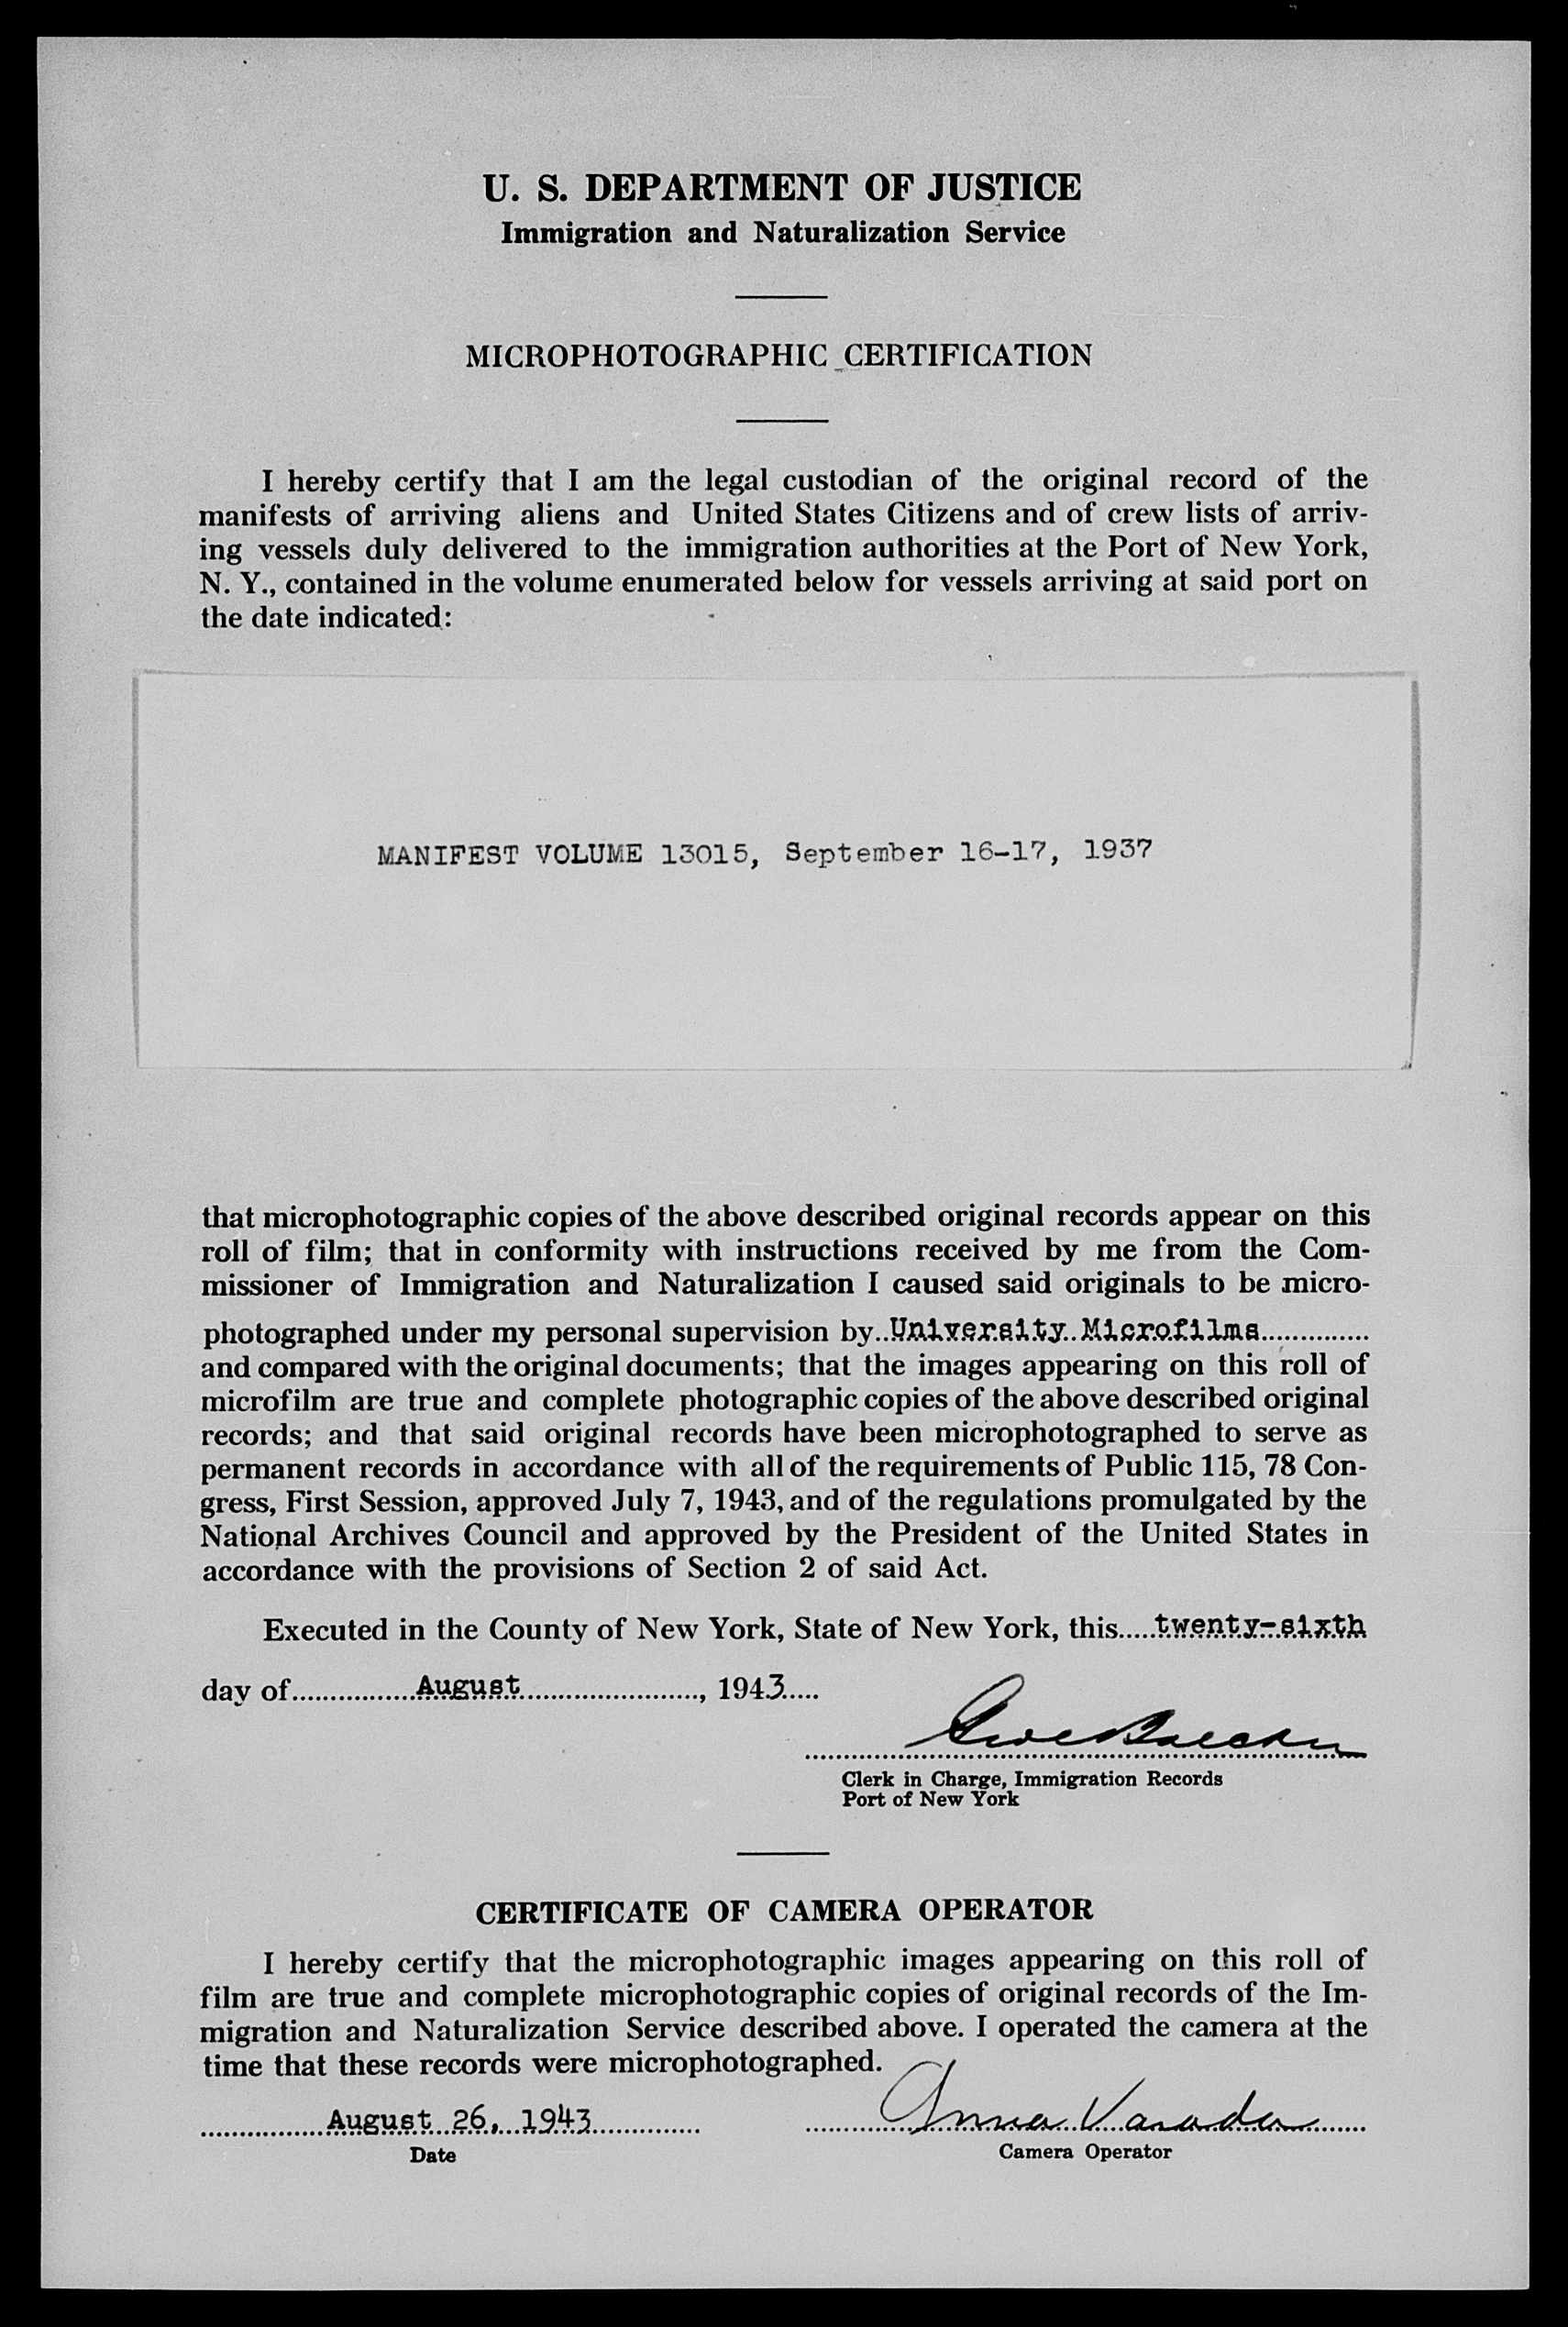 U. S. DEPARTMENT OF JUSTICE
Immigration and Naturalization Service
MICROPHOTOGRAPHIC CERTIFICATION
I hereby certify that I am the legal custodian of the original record of the
manifests of arriving aliens and United States Citizens and of crew lists of arriv-
ing vessels duly delivered to the immigration authorities at the Port of New York,
N. Y., contained in the volume enumerated below for vessels arriving at said port on
the date indicated:
MANIFEST VOLUME 13015, September 16-17, 1937
that microphotographic copies of the above described original records appear on this
roll of film; that in conformity with instructions received by me from the Com-
missioner of Immigration and Naturalization I caused said originals to be micro-
photographed under my personal supervision by..University..Microfilms..............
and compared with the original documents; that the images appearing on this roll of
microfilm are true and complete photographic copies of the above described original
records; and that said original records have been microphotographed to serve as
permanent records in accordance with all of the requirements of Public 115, 78 Con-
gress, First Session, approved July 7, 1943, and of the regulations promulgated by the
National Archives Council and approved by the President of the United States in
accordance with the provisions of Section 2 of said Act.
Executed in the County of New York, State of New York, this.....twenty-sixth
day of................August......................., 1943.....
Clerk in Charge, Immigration Records
Port of New York
CERTIFICATE OF CAMERA OPERATOR
I hereby certify that the microphotographic images appearing on this roll of
film are true and complete microphotographic copies of original records of the Im-
migration and Naturalization Service described above. I operated the camera at the
time that these records were microphotographed.
August 26, 1943 Anna
Date Camera Operator